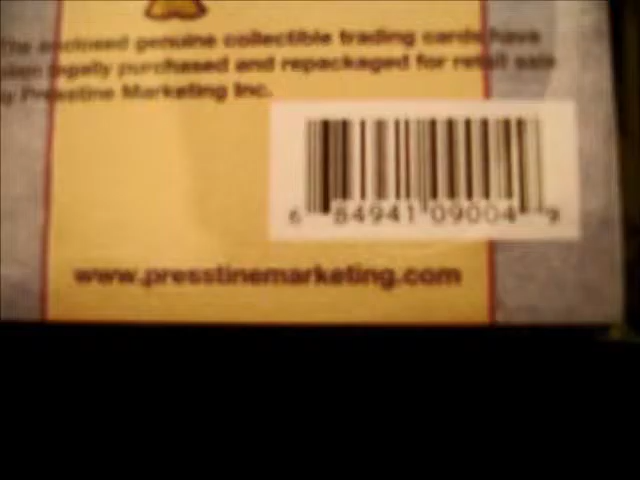 The enclosed genuine collectible trading cards have
been legally purchased and repackaged for retail sale
by Presstine Marketing Inc.
6 84941 09004 9
www.presstinemarketing.com